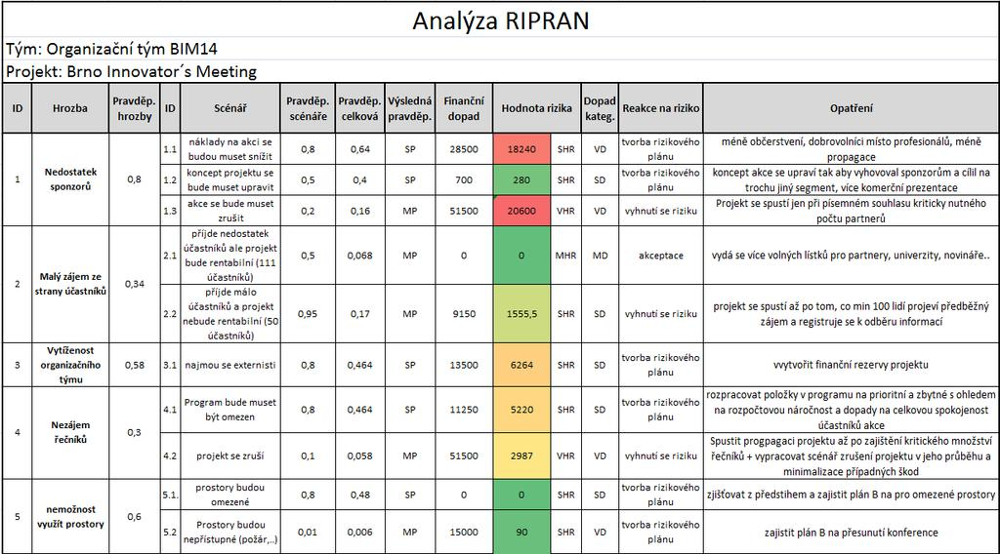 Analýza RIPRAN
Tým: Organizační tým BIM14
Projekt: Brno Innovator´s Meeting
ID Hrozba Pravděp. hrozby ID Scénář Pravděp. scénáře Pravděp. celková Výsledná pravděp. Finanční dopad Hodnota rizika Dopad kateg. Reakce na riziko Opatření
1 Nedostatek sponzorů 0,8
1.1 náklady na akci se budou muset snížit 0,8 0,64 SP 28500 18240 SHR VD tvorba rizikového plánu méně občerstvení, dobrovolníci místo profesionálů, méně propagace
1.2 koncept projektu se bude muset upravit 0,5 0,4 SP 700 280 SHR SD tvorba rizikového plánu koncept akce se upraví tak aby vyhovoval sponzorům a cílil na trochu jiný segment, více komerční prezentace
1.3 akce se bude muset zrušit 0,2 0,16 MP 51500 20600 VHR VD vyhnutí se riziku Projekt se spustí jen při písemném souhlasu kriticky nutného počtu partnerů
2 Malý zájem ze strany účastníků 0,34
2.1 příjde nedostatek účastníků ale projekt bude rentabilní (111 účastníků) 0,5 0,068 MP 0 0 MHR MD akceptace vydá se více volných lístků pro partnery, univerzity, novináře..
2.2 příjde málo účastníků a projekt nebude rentabilní (50 účastníků) 0,95 0,17 MP 9150 1555,5 SHR SD vyhnutí se riziku projekt se spustí až po tom, co min 100 lidí projeví předběžný zájem a registruje se k odběru informací
3 Vytíženost organizačního týmu 0,58
3.1 najmou se externisti 0,8 0,464 SP 13500 6264 SHR SD tvorba rizikového plánu vvytvořit finanční rezervy projektu
4 Nezájem řečníků 0,3
4.1 Program bude muset být omezen 0,8 0,464 SP 11250 5220 SHR SD tvorba rizikového plánu rozpracovat položky v programu na prioritní a zbytné s ohledem na rozpočtovou náročnost a dopady na celkovou spokojenost účastníků akce
4.2 projekt se zruší 0,1 0,058 MP 51500 2987 VHR VD vyhnutí se riziku Spustit progpagaci projektu až po zajištění kritického množství řečníků + vypracovat scénář zrušení projektu v jeho průběhu a minimalizace případných škod
5 nemožnost využít prostory 0,6
5.1. prostory budou omezené 0,8 0,48 SP 0 0 SHR SD tvorba rizikového plánu zjišťovat z předstihem a zajistit plán B na pro omezené prostory
5.2 Prostory budou nepřístupné (požár,..) 0,01 0,006 MP 15000 90 SHR VD tvorba rizikového plánu zajistit plán B na přesunutí konference